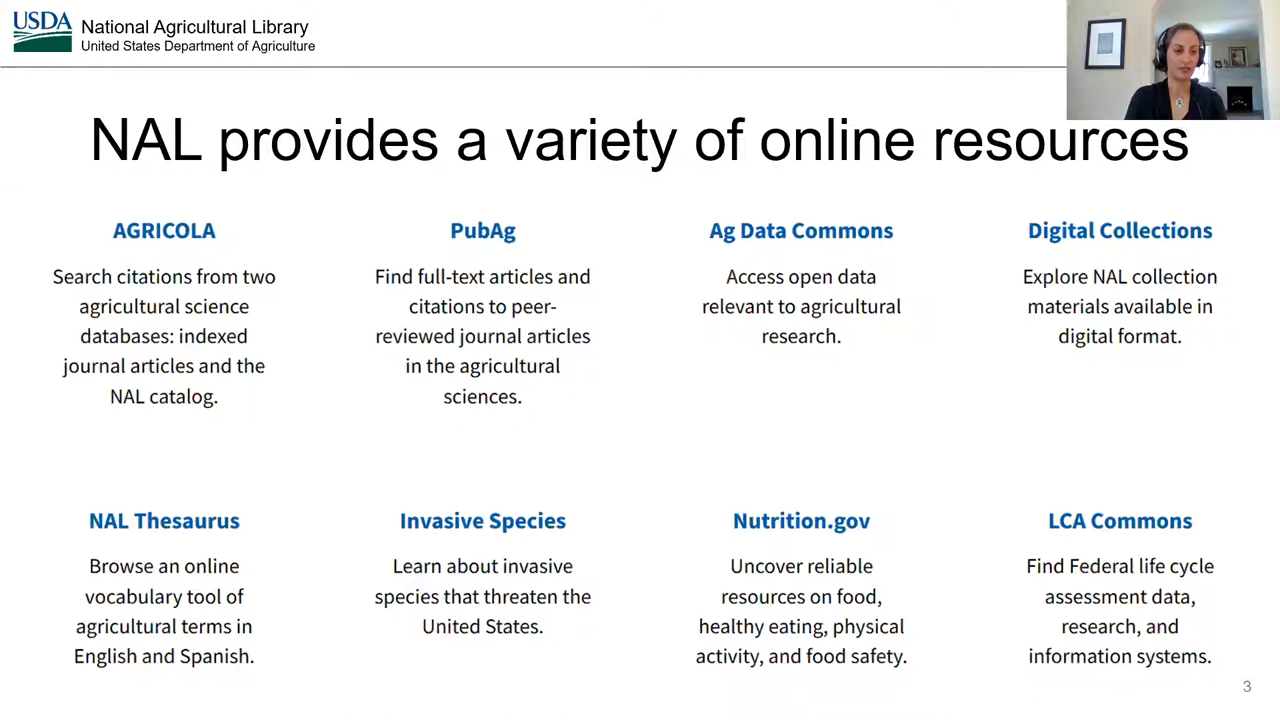 USDA
National Agricultural Library
United States Department of Agriculture
NAL provides a variety of online resources
AGRICOLA
Search citations from two
agricultural science
databases: indexed
journal articles and the
NAL catalog.
PubAg
Find full-text articles and
citations to peer-
reviewed journal articles
in the agricultural
sciences.
Ag Data Commons
Access open data
relevant to agricultural
research.
Digital Collections
Explore NAL collection
materials available in
digital format.
NAL Thesaurus
Browse an online
vocabulary tool of
agricultural terms in
English and Spanish.
Invasive Species
Learn about invasive
species that threaten the
United States.
Nutrition.gov
Uncover reliable
resources on food,
healthy eating, physical
activity, and food safety.
LCA Commons
Find Federal life cycle
assessment data,
research, and
information systems.
3